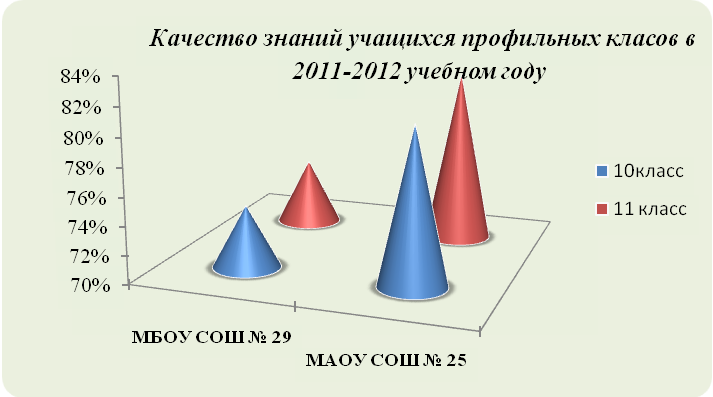 Качество знаний учащихся профильных класов в
2011-2012 учебном году
84%
82%
80%
78%
76%
74%
72%
70%
10класс
11 класс
МБОУ СОШ № 29
МАОУ СОШ № 25